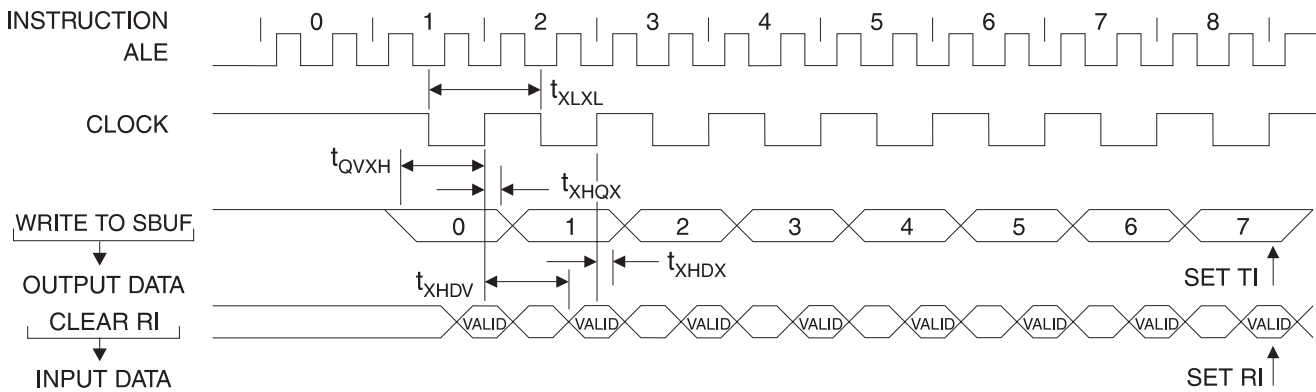 INSTRUCTION 0 1 2 3 4 5 6 7 8
ALE
tXLXL
CLOCK
tQVXH
tXHQX
WRITE TO SBUF 0 1 2 3 4 5 6 7
tXHDX
tXHDV
SET TI
OUTPUT DATA
CLEAR RI VALID VALID VALID VALID VALID VALID VALID VALID
INPUT DATA SET RI